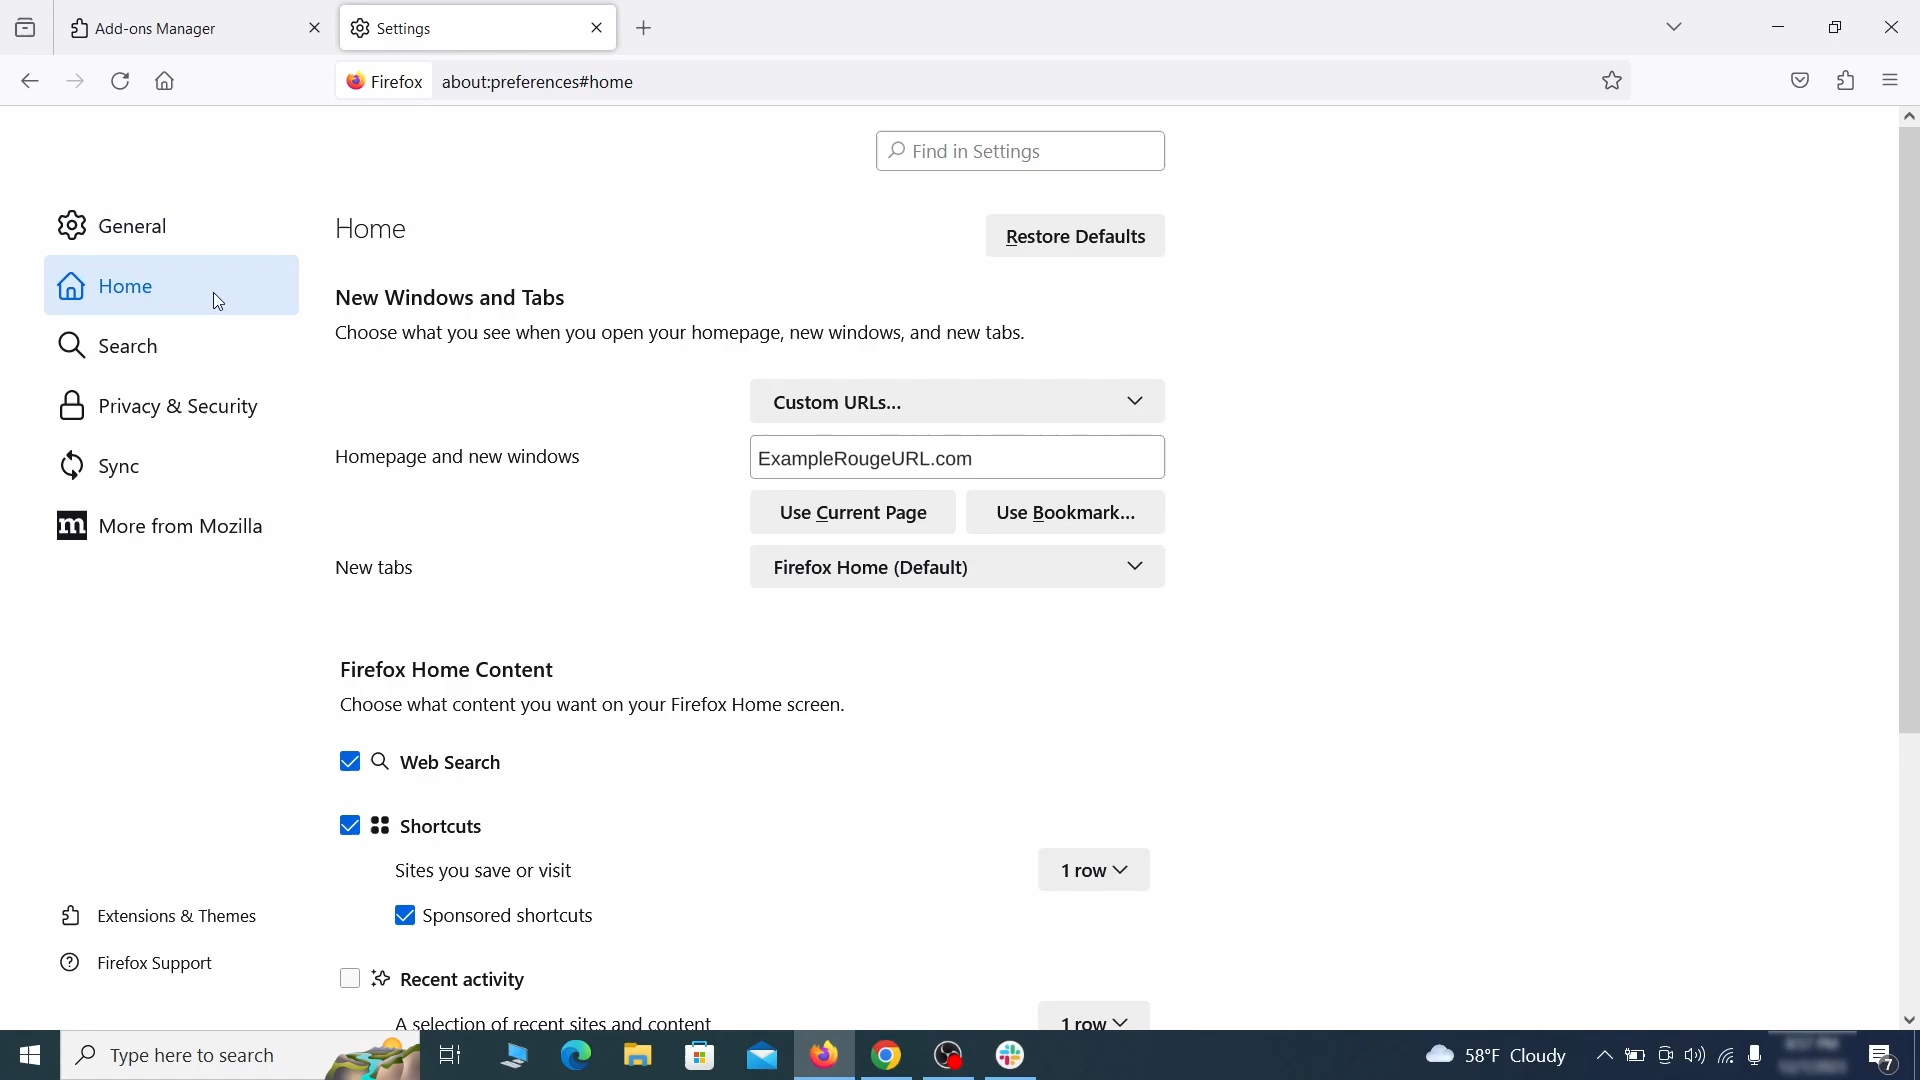 Add-ons Manager
Settings
Firefox
about:preferences#home
Find in Settings
General
Home
Search
Privacy & Security
Sync
More from Mozilla
Extensions & Themes
Firefox Support
Home
Restore Defaults
New Windows and Tabs
Choose what you see when you open your homepage, new windows, and new tabs.
Custom URLs...
Homepage and new windows
ExampleRougeURL.com
Use Current Page
Use Bookmark...
New tabs
Firefox Home (Default)
Firefox Home Content
Choose what content you want on your Firefox Home screen.
Web Search
Shortcuts
Sites you save or visit
1 row
Sponsored shortcuts
Recent activity
A selection of recent sites and content
1 row
Type here to search
58°F Cloudy
7